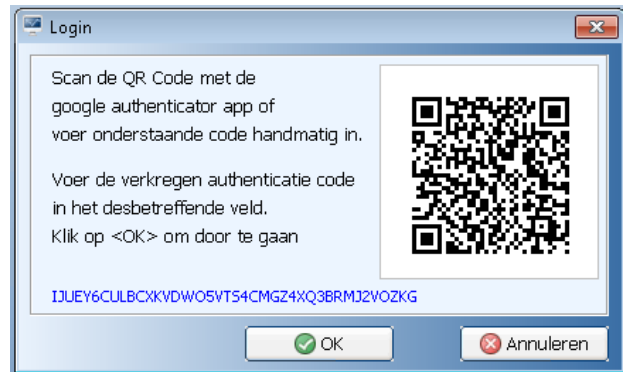 Login
Scan de QR Code met de
google authenticator app of
voer onderstaande code handmatig in.
Voer de verkregen authenticatie code
in het desbetreffende veld.
Klik op <OK> om door te gaan
IJUEY6CULBCXKVDWO5VTS4CMGZ4XQ3BRMJ2VOZKG
OK
Annuleren